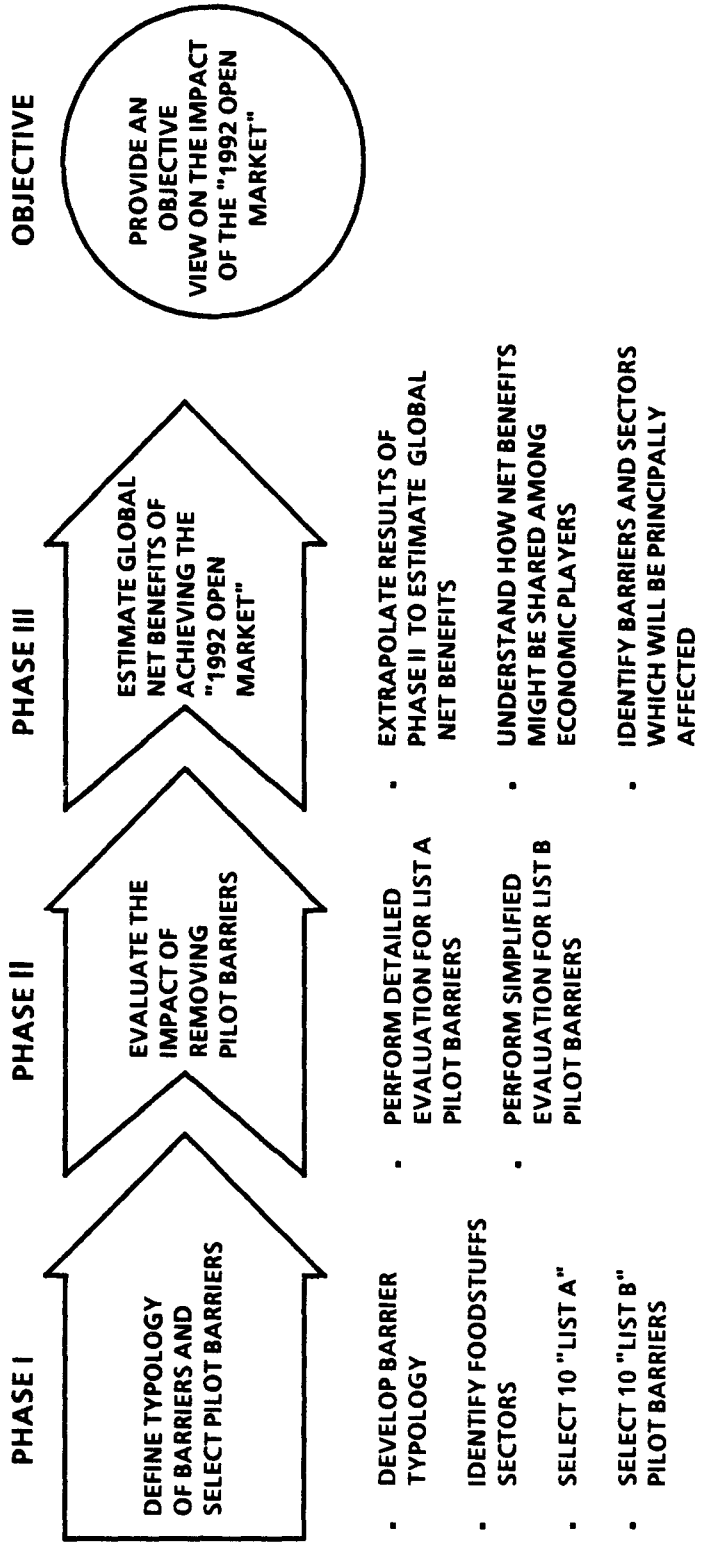 PHASE I
DEFINE TYPOLOGY
OF BARRIERS AND
SELECT PILOT BARRIERS
· DEVELOP BARRIER
TYPOLOGY
· IDENTIFY FOODSTUFFS
SECTORS
· SELECT 10 "LIST A"
· SELECT 10 "LIST B"
PILOT BARRIERS
PHASE II
EVALUATE THE
IMPACT OF
REMOVING
PILOT BARRIERS
· PERFORM DETAILED
EVALUATION FOR LIST A
PILOT BARRIERS
· PERFORM SIMPLIFIED
EVALUATION FOR LIST B
PILOT BARRIERS
PHASE III
ESTIMATE GLOBAL
NET BENEFITS OF
ACHIEVING THE
"1992 OPEN
MARKET"
· EXTRAPOLATE RESULTS OF
PHASE II TO ESTIMATE GLOBAL
NET BENEFITS
· UNDERSTAND HOW NET BENEFITS
MIGHT BE SHARED AMONG
ECONOMIC PLAYERS
· IDENTIFY BARRIERS AND SECTORS
WHICH WILL BE PRINCIPALLY
AFFECTED
OBJECTIVE
PROVIDE AN
OBJECTIVE
VIEW ON THE IMPACT
OF THE "1992 OPEN
MARKET"